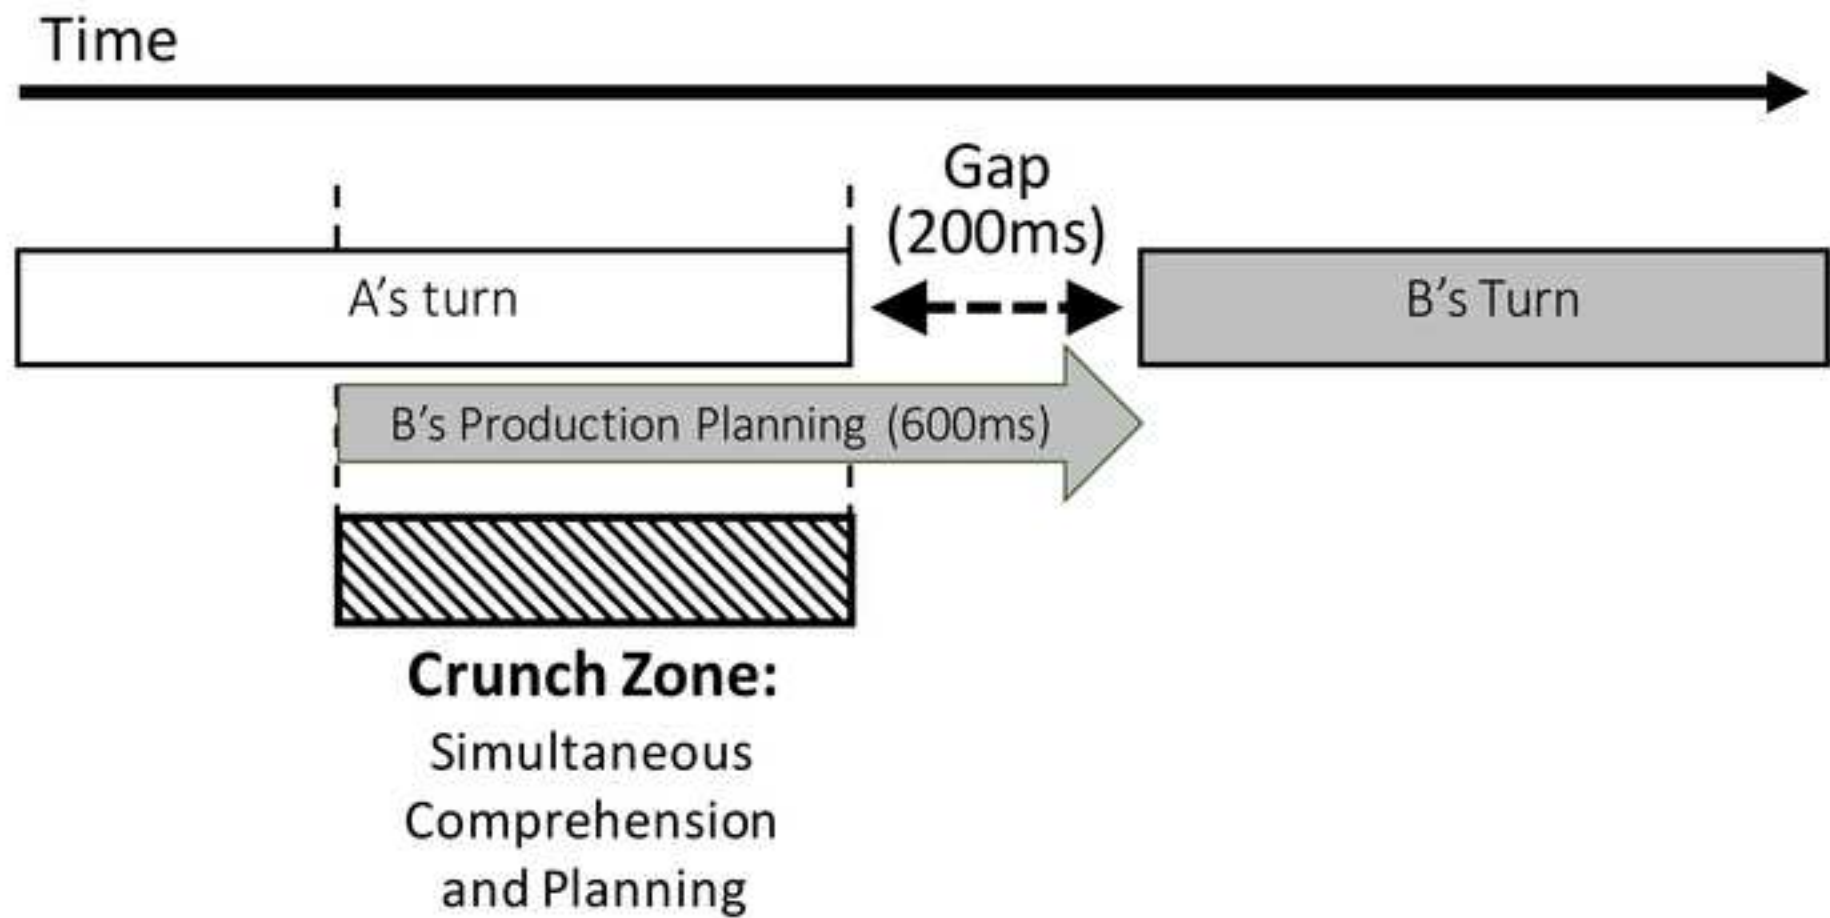 Time
Gap
(200ms)
A's turn
B's Turn
B's Production Planning (600ms)
Crunch Zone:
Simultaneous
Comprehension
and Planning